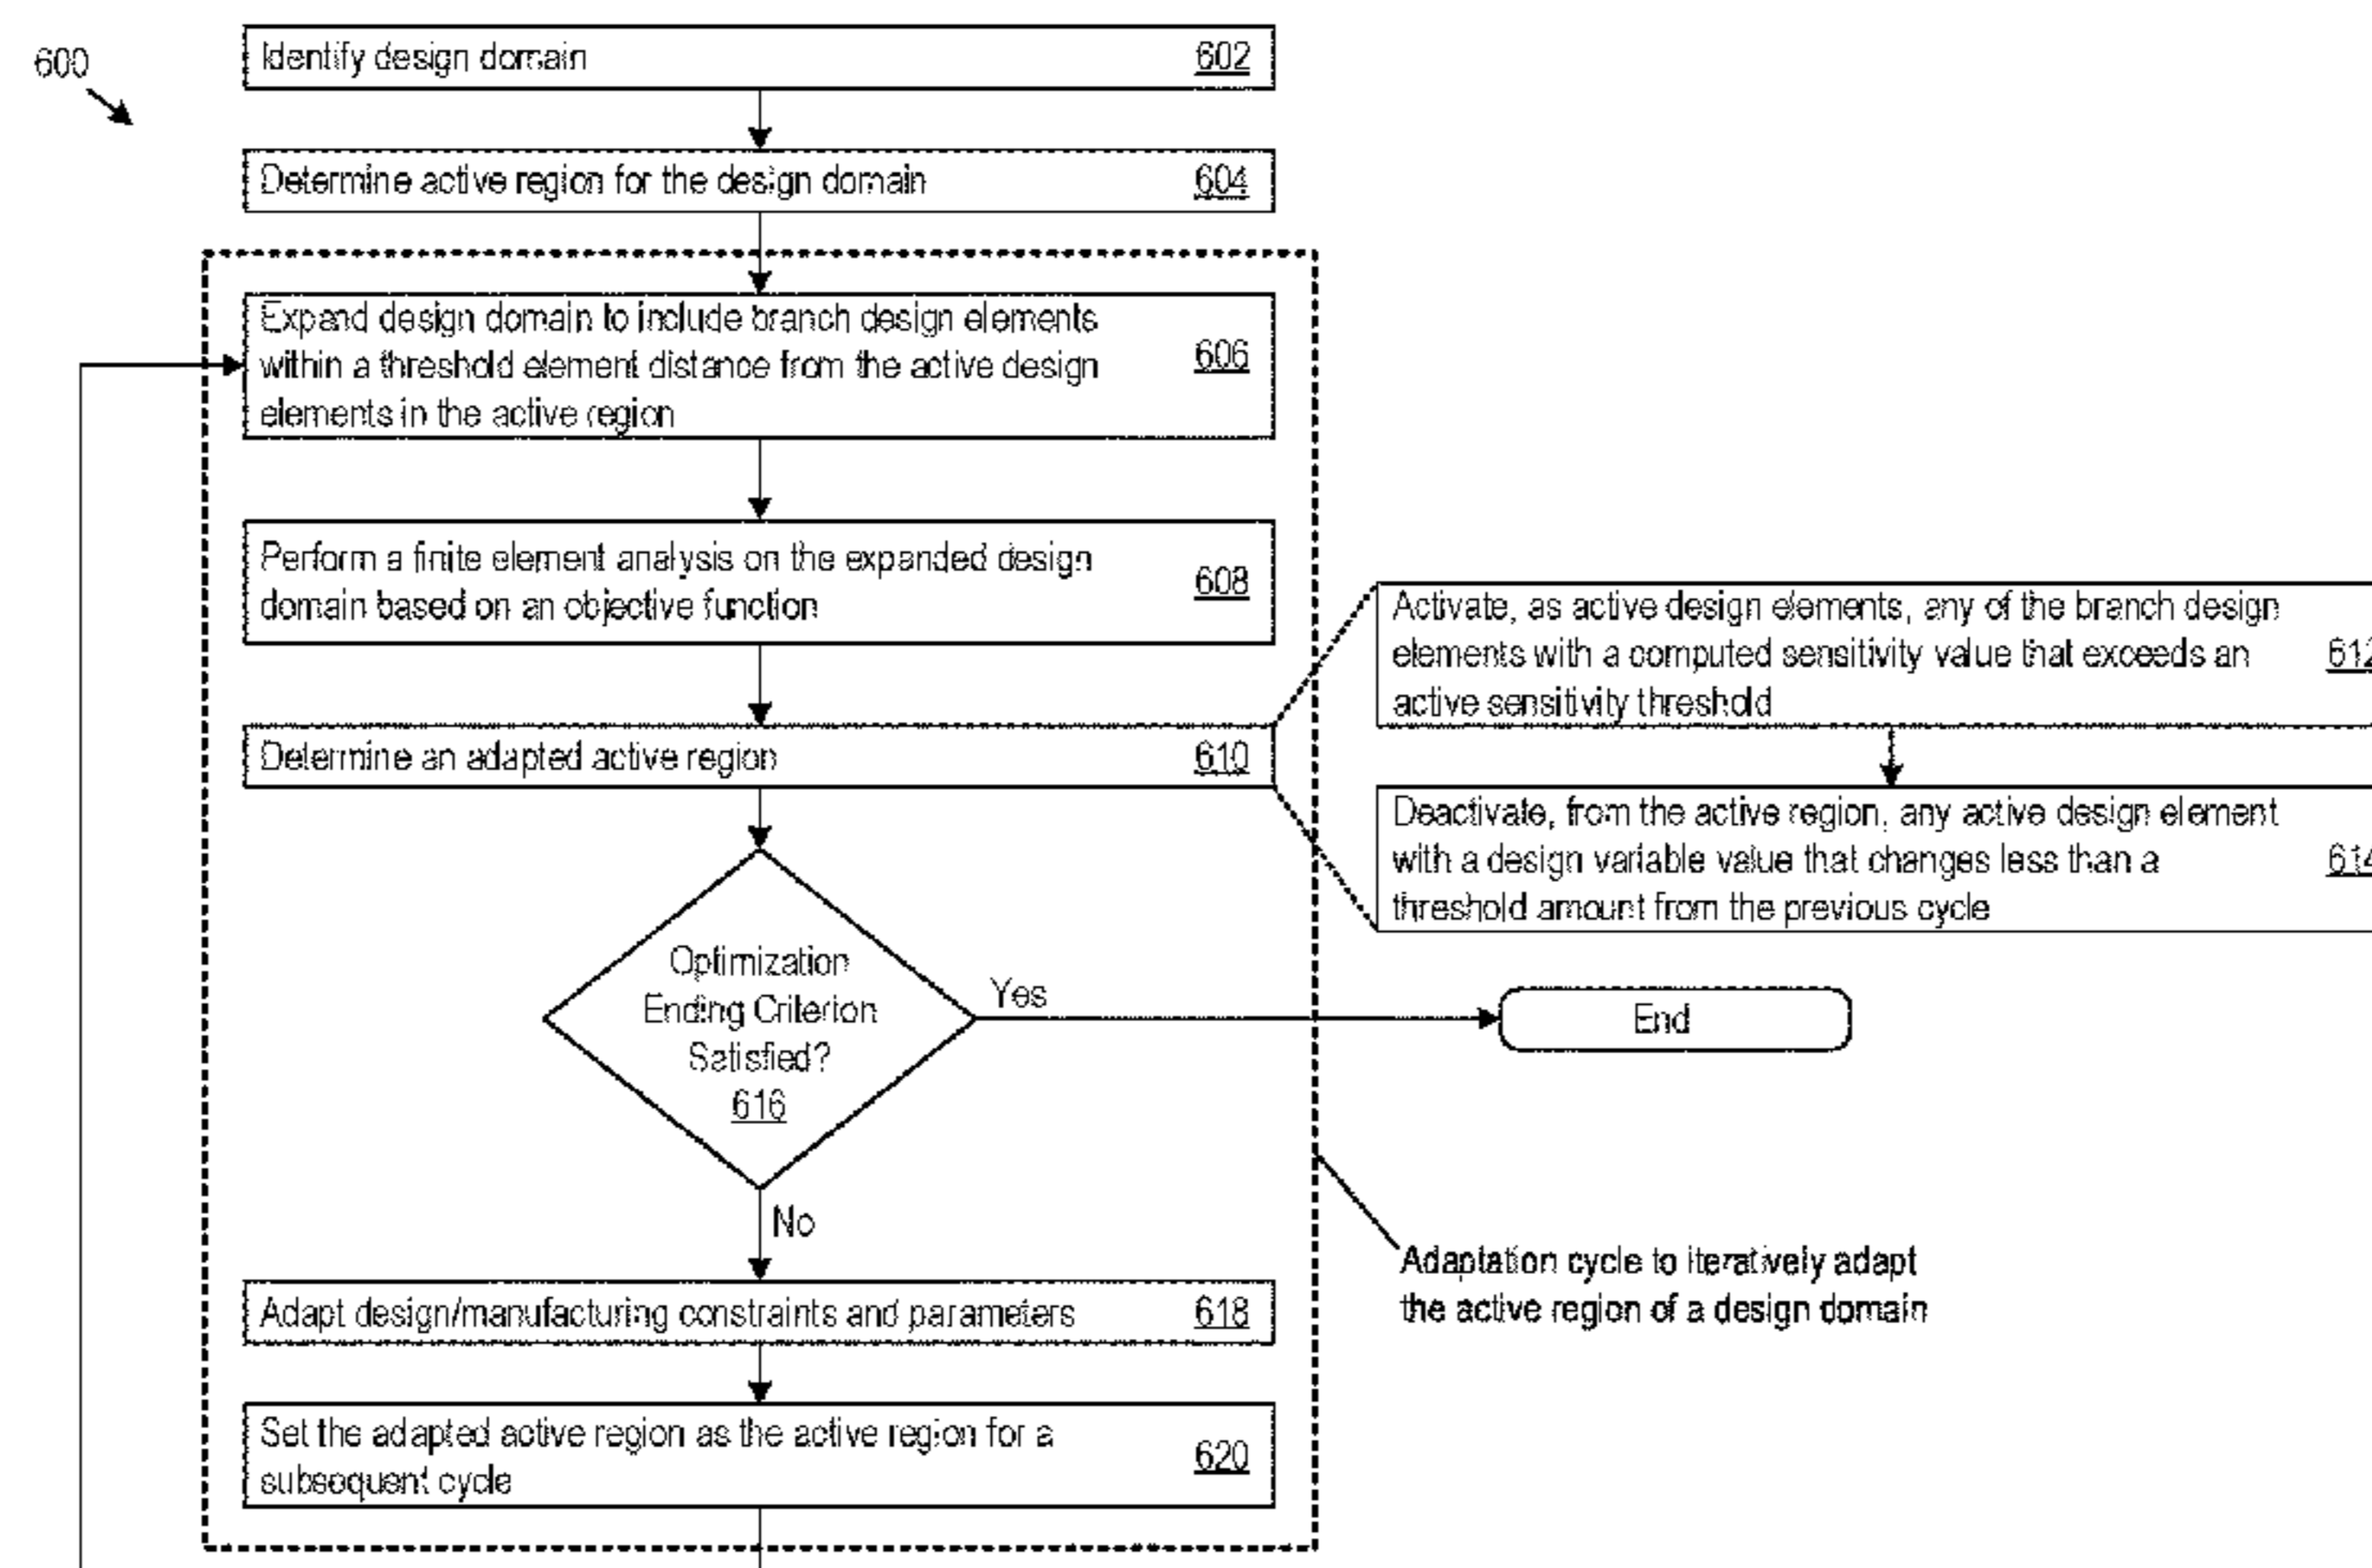 600
Identify design domain 602
Determine active region for the design domain 604
Expand design domain to include branch design elements
within a threshold element distance from the active design 606
elements in the active region
Perform a finite element analysis on the expanded design
domain based on an objective function 608
Determine an adapted active region 610
Activate, as active design elements, any of the branch design
elements with a computed sensitivity value that exceeds an 612
active sensitivity threshold
Deactivate, from the active region, any active design element
with a design variable value that changes less than a 614
threshold amount from the previous cycle
Optimization
Ending Criterion
Satisfied?
616
Yes
End
No
Adaptation cycle to iteratively adapt
the active region of a design domain
Adapt design/manufacturing constraints and parameters 618
Set the adapted active region as the active region for a
subsequent cycle 620